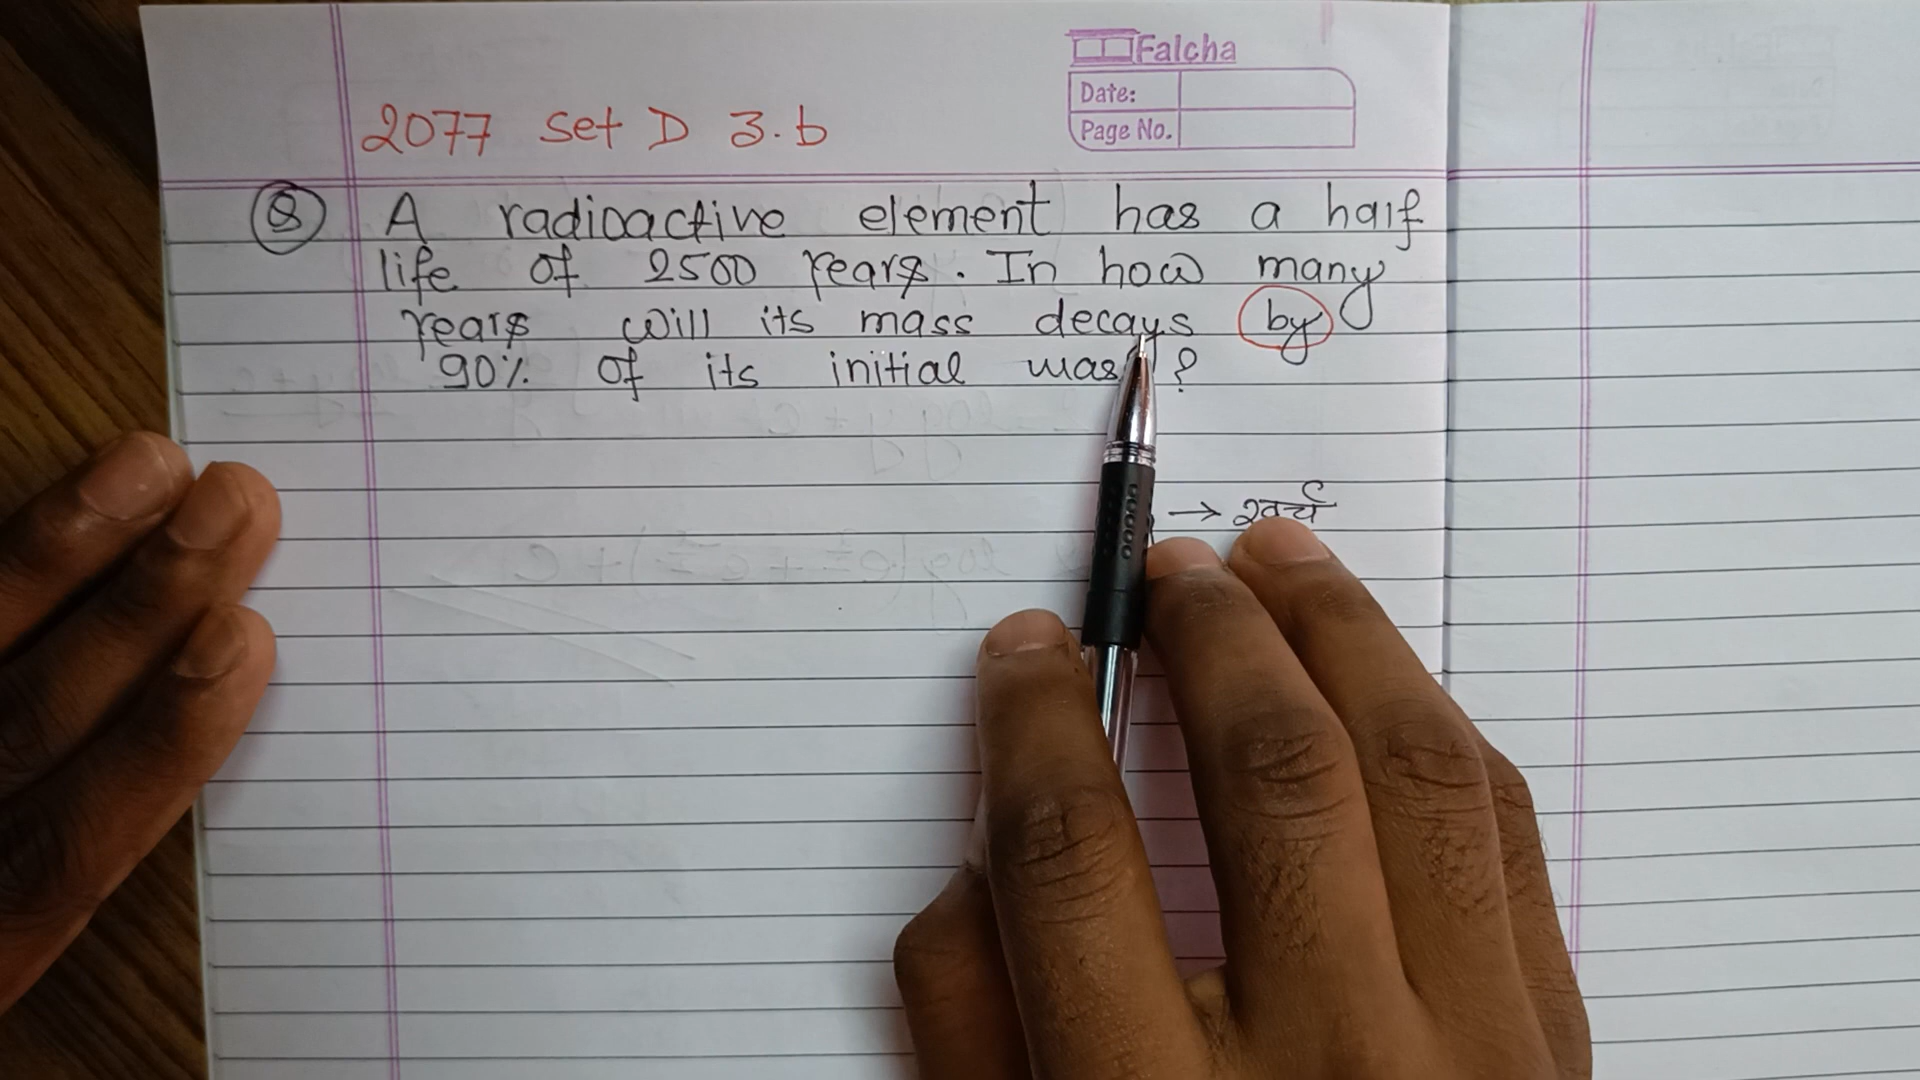 Falcha
Date:
Page No.
2077 set D 3.b
Q A radioactive element has a half
life of 2500 years. In how many
years will its mass decays by
90% of its initial mass ?
→ खर्च